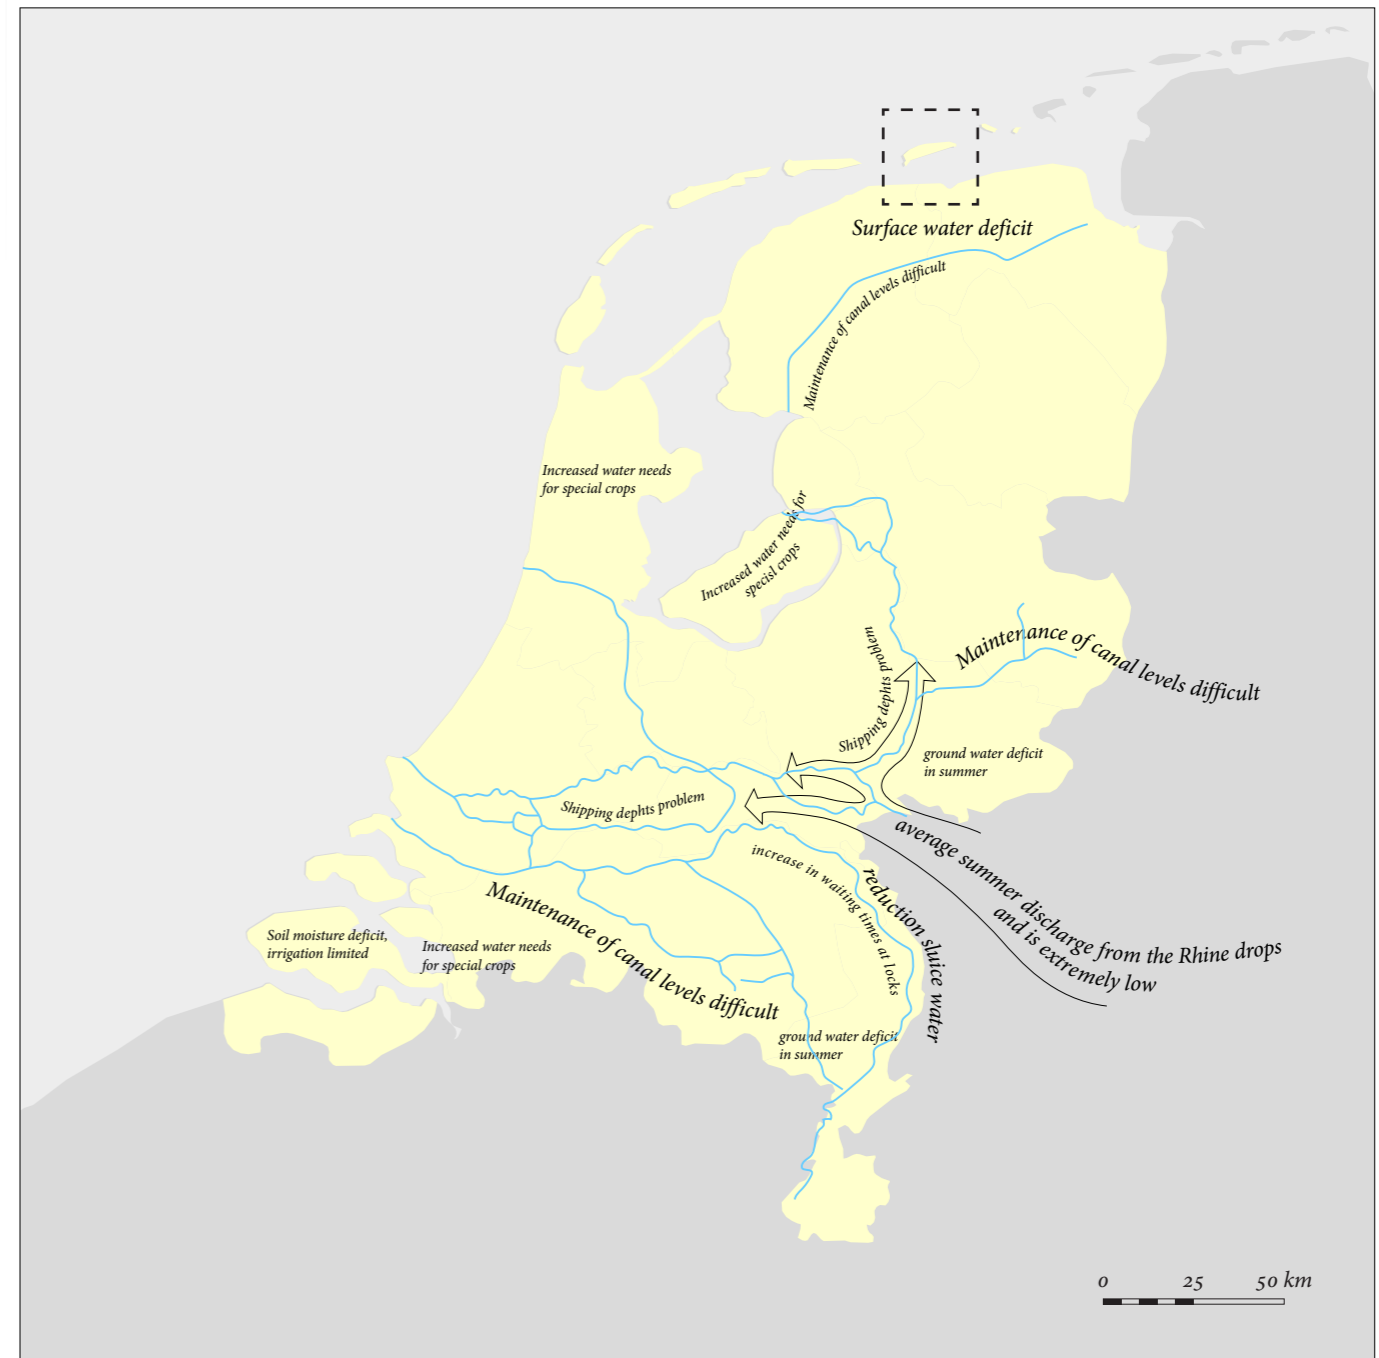 Surface water deficit
Maintenance of canal levels difficult
Increased water needs
for special crops
Increased water needs for
specisl crops
Shipping dephts problem
Maintenance of canal levels difficult
ground water deficit
in summer
Shipping dephts problem
average summer discharge from the Rhine drops
and is extremely low
increase in waiting times at locks
reduction sluice water
Maintenance of canal levels difficult
Soil moisture deficit,
irrigation limited
Increased water needs
for special crops
ground water deficit
in summer
0 25 50 km